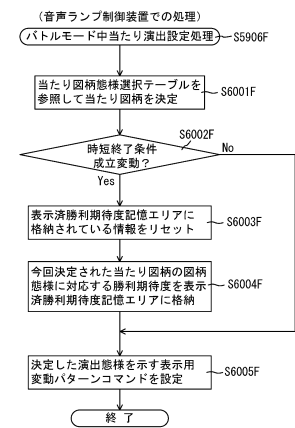 （音声ランプ制御装置での処理）
バトルモード中当たり演出設定処理
S5906F
当たり図柄態様選択テーブルを
参照して当たり図柄を決定
S6001F
時短終了条件
成立変動？
S6002F
No
Yes
表示済勝利期待度記憶エリアに
格納されている情報をリセット
S6003F
今回決定された当たり図柄の図柄
態様に対応する勝利期待度を表示
済勝利期待度記憶エリアに格納
S6004F
決定した演出態様を示す表示用
変動パターンコマンドを設定
S6005F
終 了